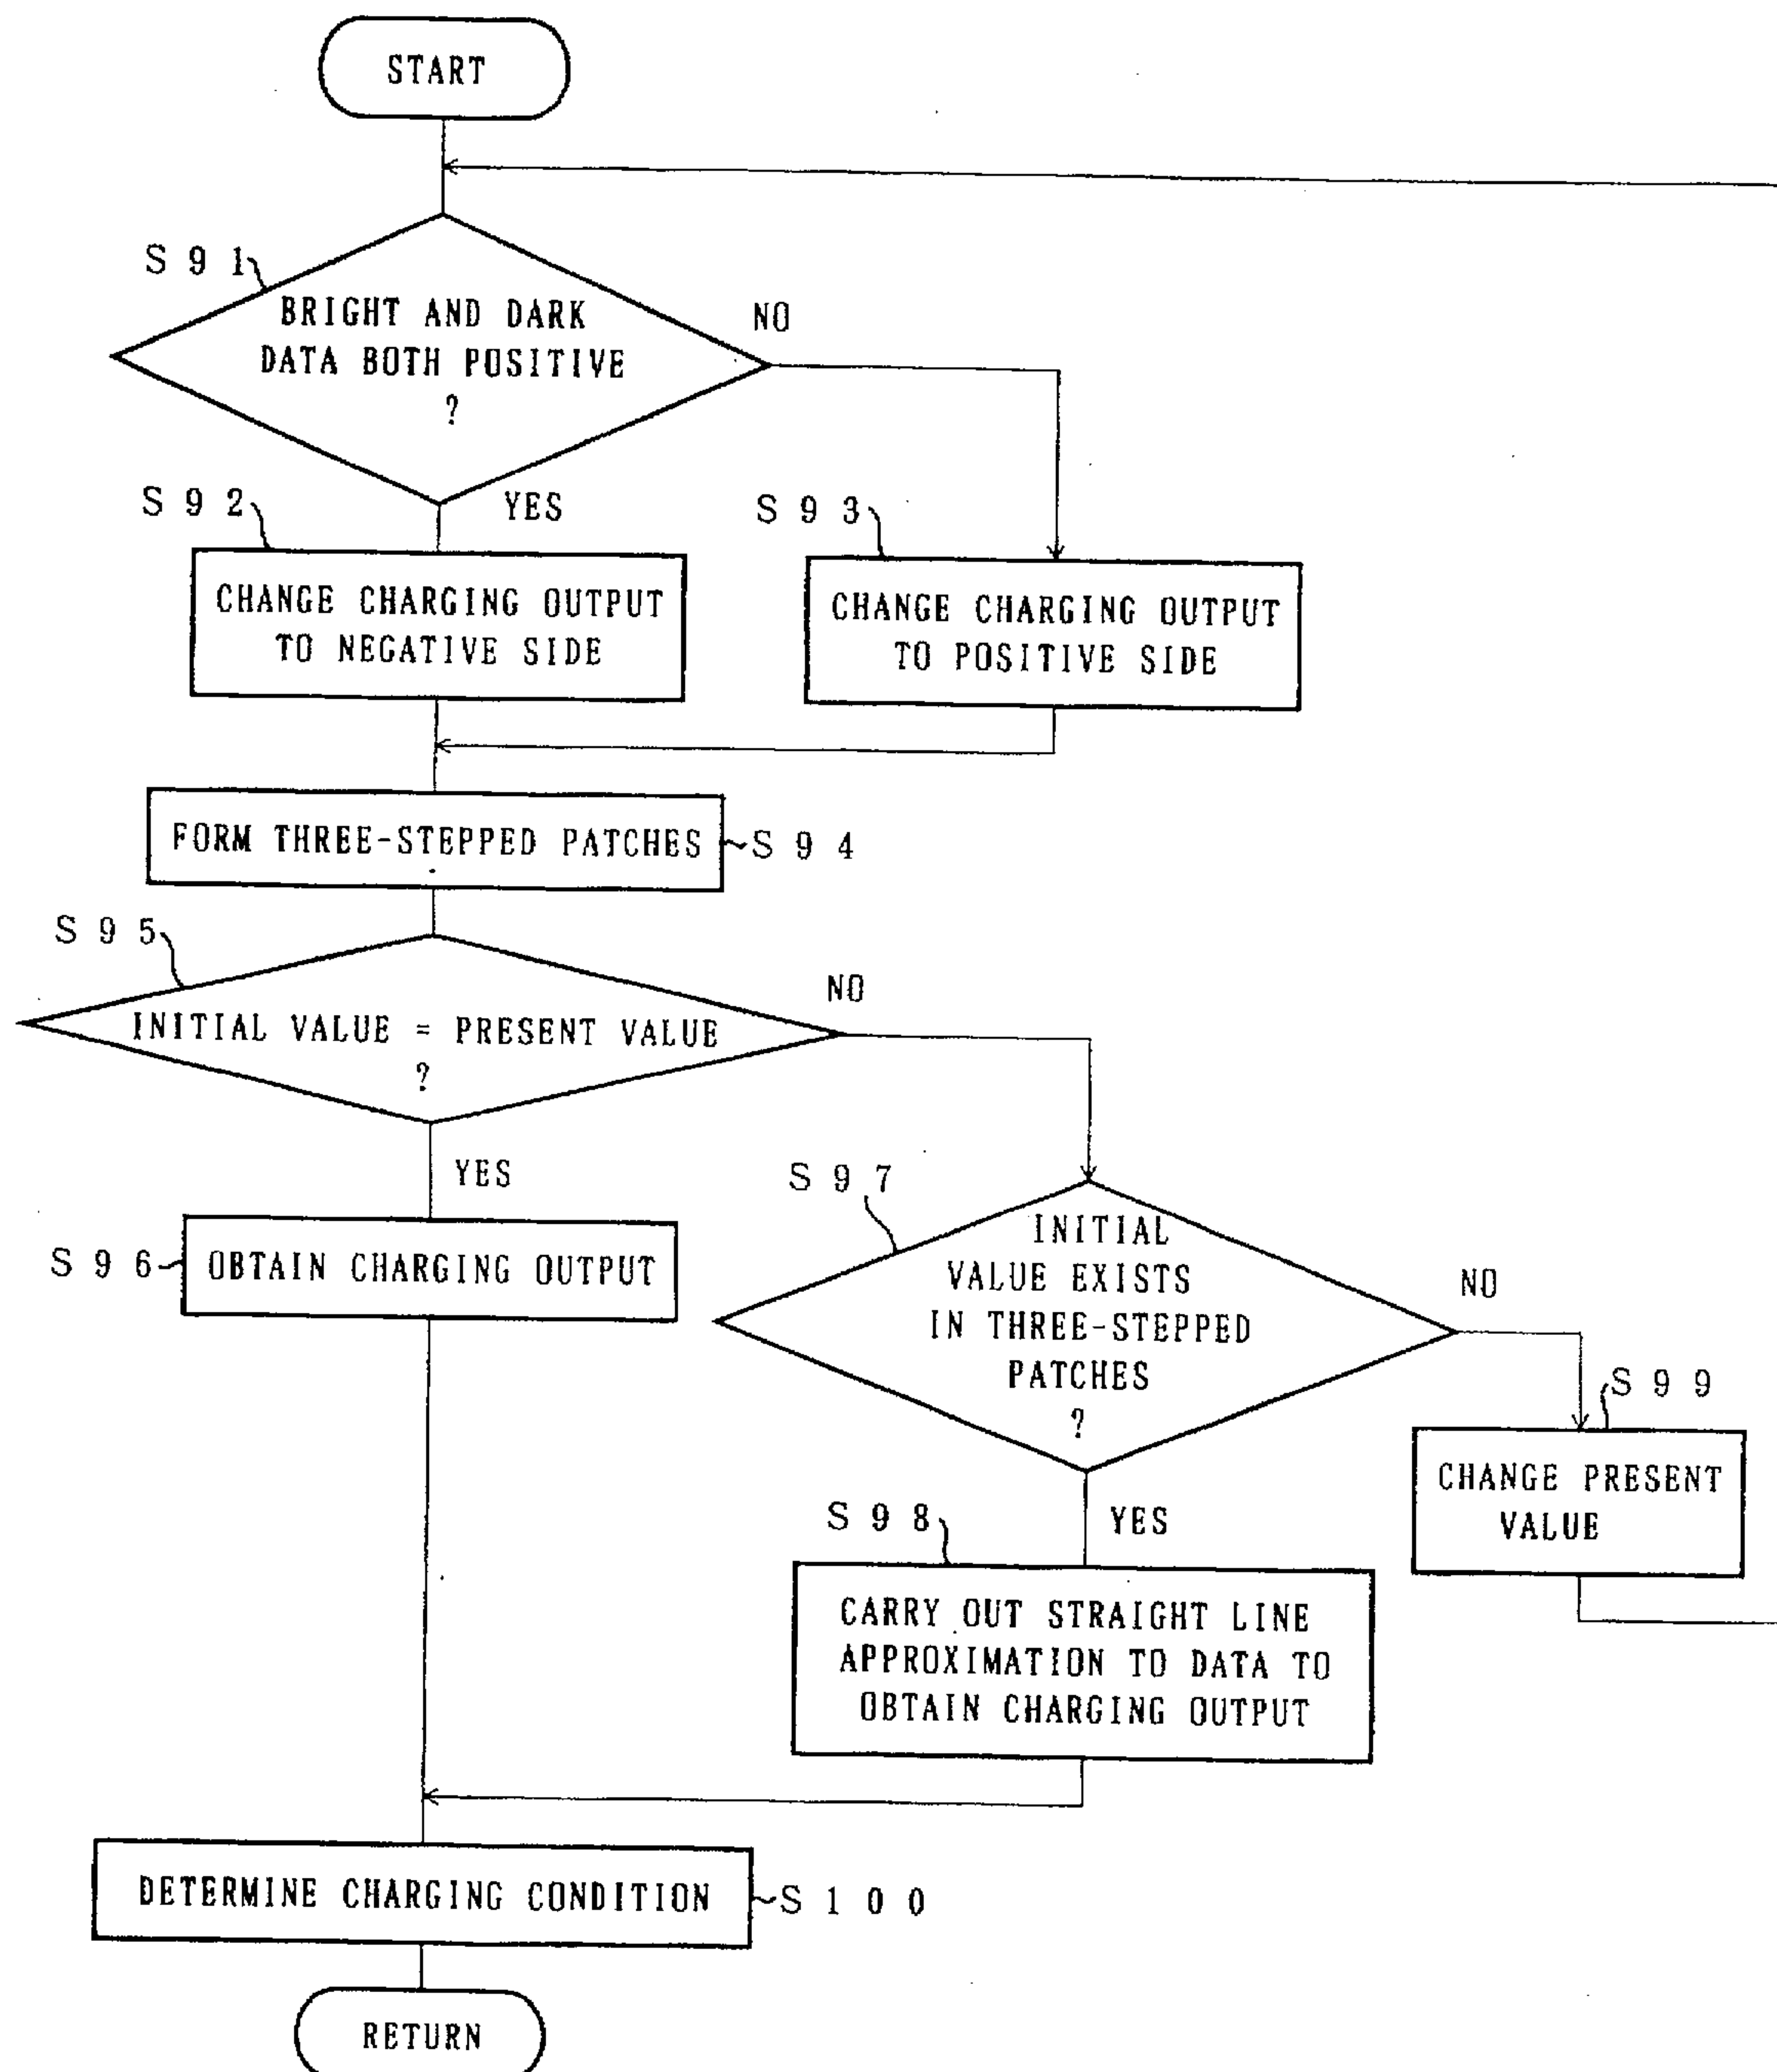 START
S 9 1
BRIGHT AND DARK
DATA BOTH POSITIVE
?
NO
YES
S 9 2
CHANGE CHARGING OUTPUT
TO NEGATIVE SIDE
S 9 3
CHANGE CHARGING OUTPUT
TO POSITIVE SIDE
FORM THREE-STEPPED PATCHES
S 9 4
S 9 5
INITIAL VALUE = PRESENT VALUE
?
NO
YES
S 9 6
OBTAIN CHARGING OUTPUT
S 9 7
INITIAL
VALUE EXISTS
IN THREE-STEPPED
PATCHES
?
NO
YES
S 9 9
CHANGE PRESENT
VALUE
S 9 8
CARRY OUT STRAIGHT LINE
APPROXIMATION TO DATA TO
OBTAIN CHARGING OUTPUT
DETERMINE CHARGING CONDITION
S 1 0 0
RETURN